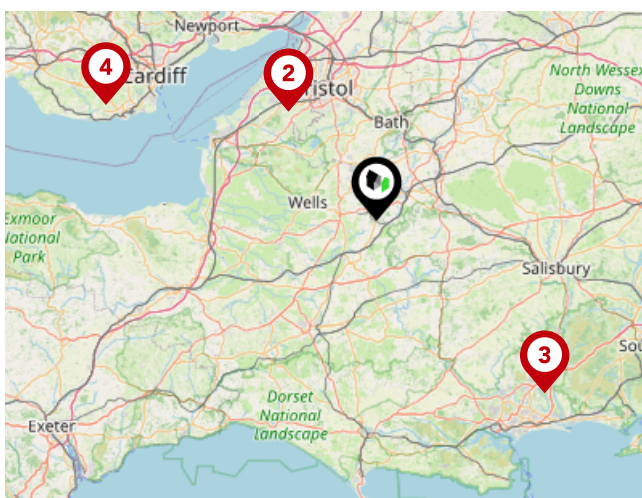 Newport
4
Cardiff
2
Bristol
North Wessex
Downs
National
Landscape
Bath
Wells
Exmoor
National
Park
Salisbury
3
Sou
Dorset
National
Landscape
Exeter